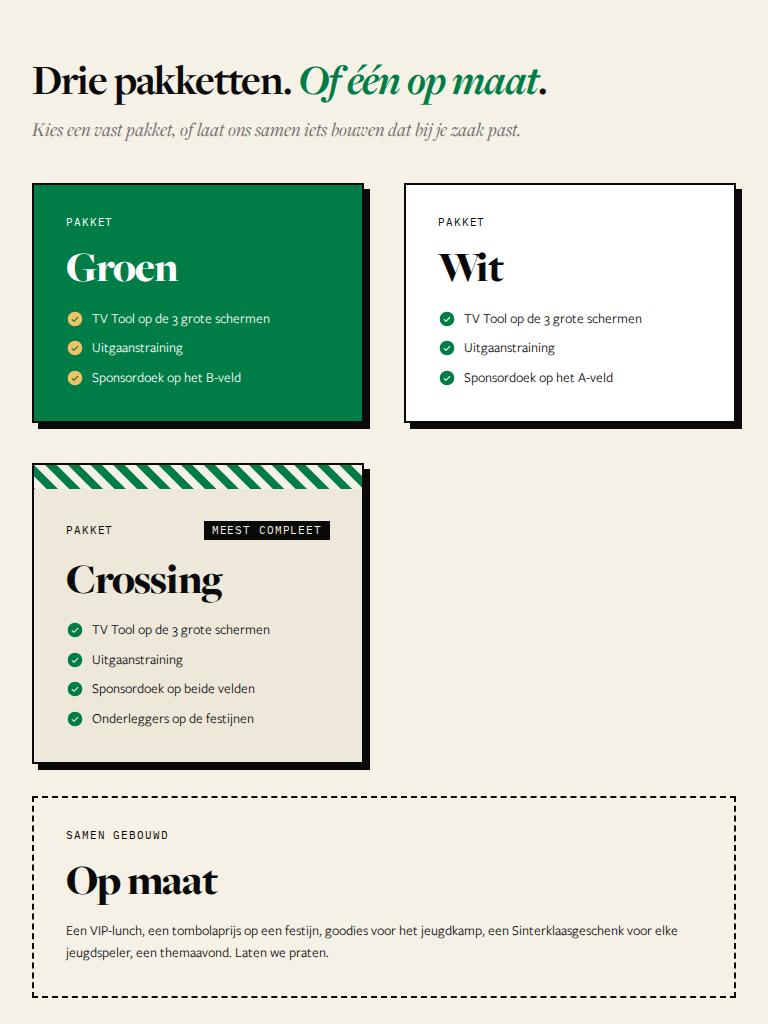 Drie pakketten. Of één op maat.
Kies een vast pakket, of laat ons samen iets bouwen dat bij je zaak past.
PAKKET
Groen
TV Tool op de 3 grote schermen
Uitgaanstraining
Sponsordoek op het B-veld
PAKKET
Wit
TV Tool op de 3 grote schermen
Uitgaanstraining
Sponsordoek op het A-veld
PAKKET
MEEST COMPLEET
Crossing
TV Tool op de 3 grote schermen
Uitgaanstraining
Sponsordoek op beide velden
Onderleggers op de festijnen
SAMEN GEBOUWD
Op maat
Een VIP-lunch, een tombolaprijs op een festijn, goodies voor het jeugdkamp, een Sinterklaasgeschenk voor elke
jeugdspeler, een themaavond. Laten we praten.